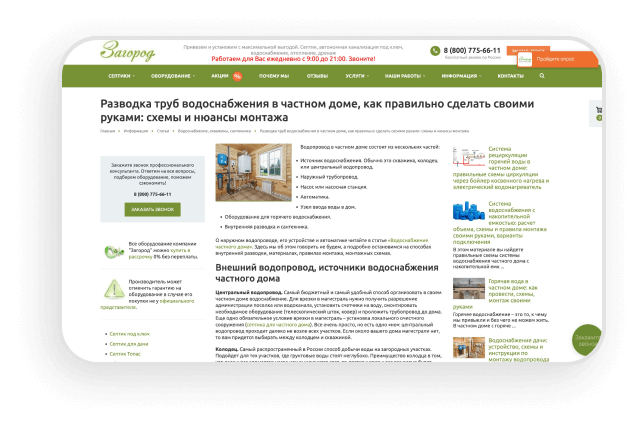 Загород
Привезем и установим с максимальной выгодой. Септик, автономная канализация под ключ,
водоснабжение, отопление, дренаж
Работаем для Вас ежедневно с 9:00 до 21:00. Звоните!
8 (800) 775-66-11
Бесплатный звонок по России
Пройдите опрос
СЕПТИКИ ОБОРУДОВАНИЕ АКЦИИ % ПОЧЕМУ МЫ ОТЗЫВЫ УСЛУГИ НАШИ РАБОТЫ ИНФОРМАЦИЯ КОНТАКТЫ
Разводка труб водоснабжения в частном доме, как правильно сделать своими
руками: схемы и нюансы монтажа
Главная • Информация • Статьи • Водоснабжение, скважины, сантехника • Разводка труб водоснабжения в частном доме, как правильно сделать своими руками: схемы и нюансы монтажа
0
Закажите звонок профессионального
консультанта. Ответим на все вопросы,
подберем оборудование, поможем
сэкономить!
8 (800) 775-66-11
ЗАКАЗАТЬ ЗВОНОК
Все оборудование компании
"Загород" можно купить в
рассрочку 0% без переплаты.
Производитель может
отменить гарантию на
оборудование в случае его
покупки не у официального
представителя.
• Септик под ключ
• Септик для дачи
• Септик Топас
Водопровод в частном доме состоит из нескольких частей:
• Источник водоснабжения. Обычно это скважина, колодец,
или центральный водопровод.
• Наружный трубопровод.
• Насос или насосная станция.
• Автоматика.
• Узел ввода воды в дом.
• Оборудование для горячего водоснабжения.
• Внутренняя разводка и сантехника.
О наружном водопроводе, его устройстве и автоматике читайте в статье «Водоснабжение
частного дома». Здесь мы об этом говорить не будем, а подробно остановимся на способах
внутренней разводки, материалах, правилах монтажа, монтажных схемах.
Внешний водопровод, источники водоснабжения
частного дома
Центральный водопровод. Самый бюджетный и самый удобный способ организовать в своем
частном доме водоснабжение. Для врезки в магистраль нужно получить разрешение
администрации поселка или водоканала, установить счетчики на воду, смонтировать
необходимое оборудование (телескопический шток, ковер) и проложить трубопровод до дома.
Еще одно обязательное условие врезки в магистраль – установка локального очистного
сооружения (септика для частного дома). Все очень просто, но есть одно «но»: центральный
водопровод проходит далеко не возле всех участков. Если около вашего дома магистрали нет,
то вам придется выбирать между колодцем и скважиной.
Колодец. Самый распространенный в России способ добычи воды на загородных участках.
Подойдет для тех участков, где грунтовые воды стоят неглубоко. Преимущество колодца в том,
Система
рециркуляции
горячей воды в
частном доме:
правильные схемы циркуляции
через бойлер косвенного нагрева и
электрический водонагреватель
Система
водоснабжения с
накопительной
емкостью: расчет
объема, схемы и правила монтажа
своими руками, варианты
подключения
В этом материале вы найдете
правильные схемы системы
водоснабжения частного дома с
накопительной емк ...
Горячая вода в
частном доме: как
провести, схемы,
монтаж своими
руками
Горячее водоснабжение – это то, к чему
мы привыкли и без чего не можем жить.
В частном доме с горяче ...
Водоснабжение дачи:
устройство, схемы и
инструкции по
монтажу водопровода
Закажите
звонок